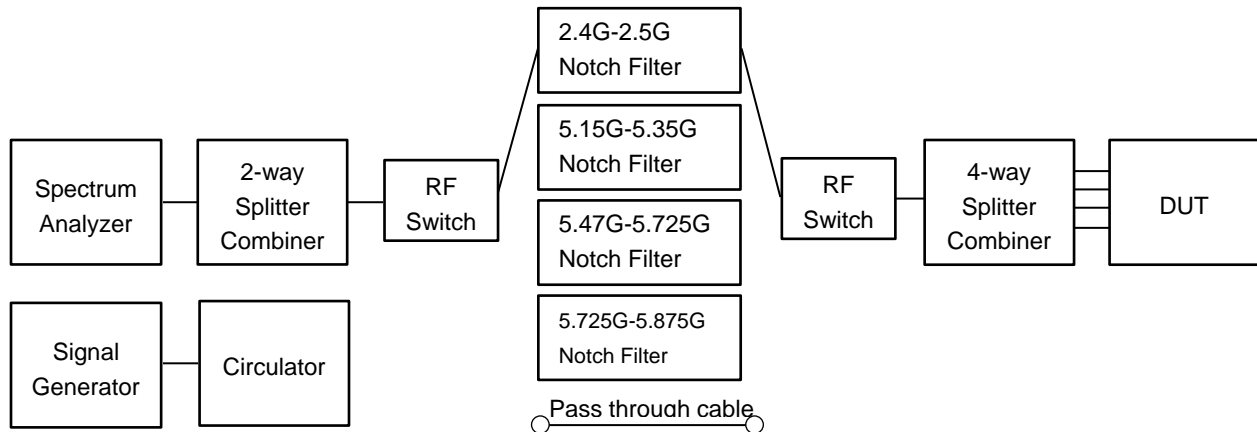 2.4G-2.5G
Notch Filter
5.15G-5.35G
Notch Filter
5.47G-5.725G
Notch Filter
5.725G-5.875G
Notch Filter
Pass through cable
Spectrum
Analyzer
2-way
Splitter
Combiner
RF
Switch
RF
Switch
4-way
Splitter
Combiner
DUT
Signal
Generator
Circulator